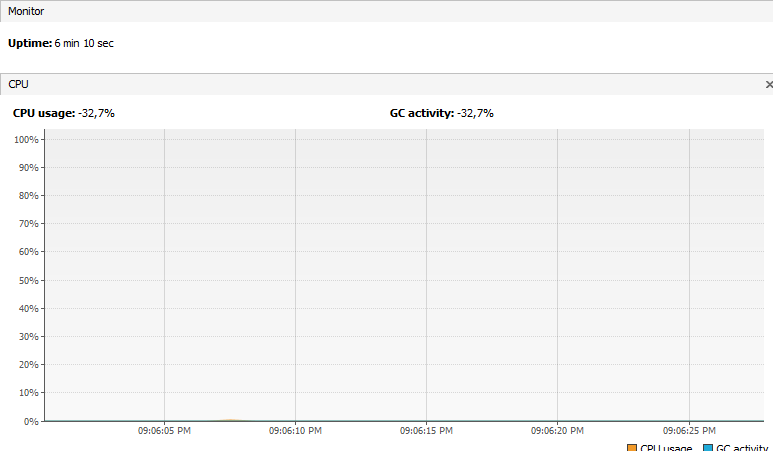 Monitor
Uptime: 6 min 10 sec
CPU
CPU usage: -32,7% GC activity: -32,7%
100%
90%
80%
70%
60%
50%
40%
30%
20%
10%
0%
09:06:05 PM 09:06:10 PM 09:06:15 PM 09:06:20 PM 09:06:25 PM
CPU usage GC activity